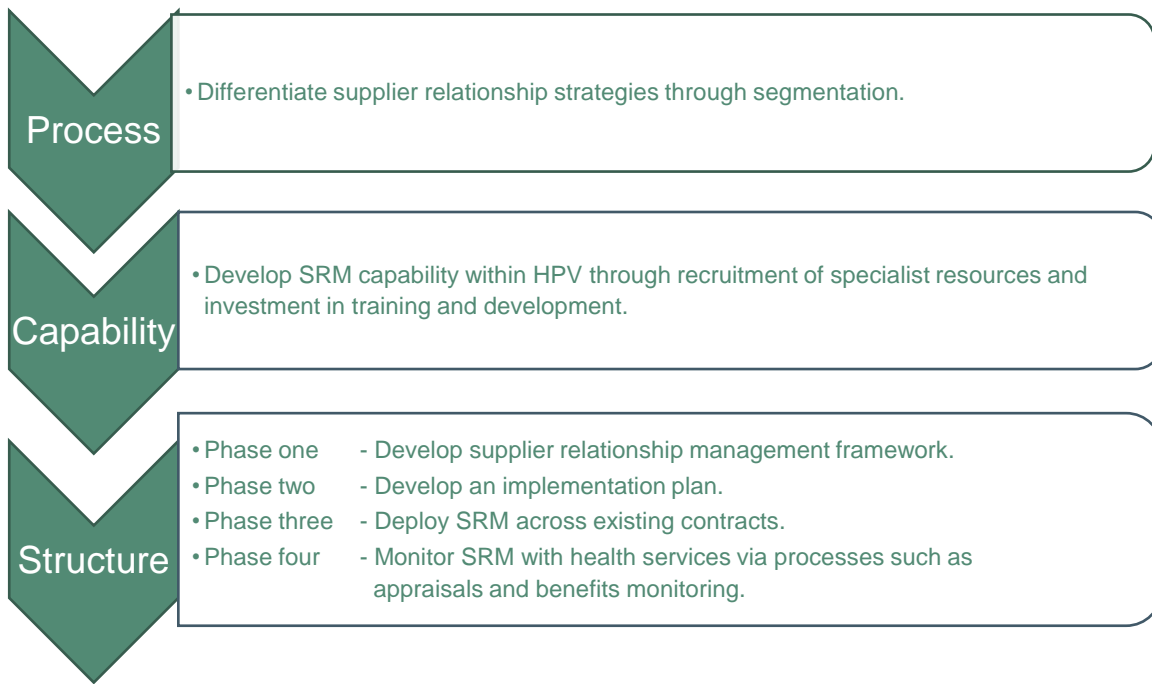 Process
• Differentiate supplier relationship strategies through segmentation.
Capability
• Develop SRM capability within HPV through recruitment of specialist resources and
investment in training and development.
Structure
• Phase one - Develop supplier relationship management framework.
• Phase two - Develop an implementation plan.
• Phase three - Deploy SRM across existing contracts.
• Phase four - Monitor SRM with health services via processes such as
appraisals and benefits monitoring.